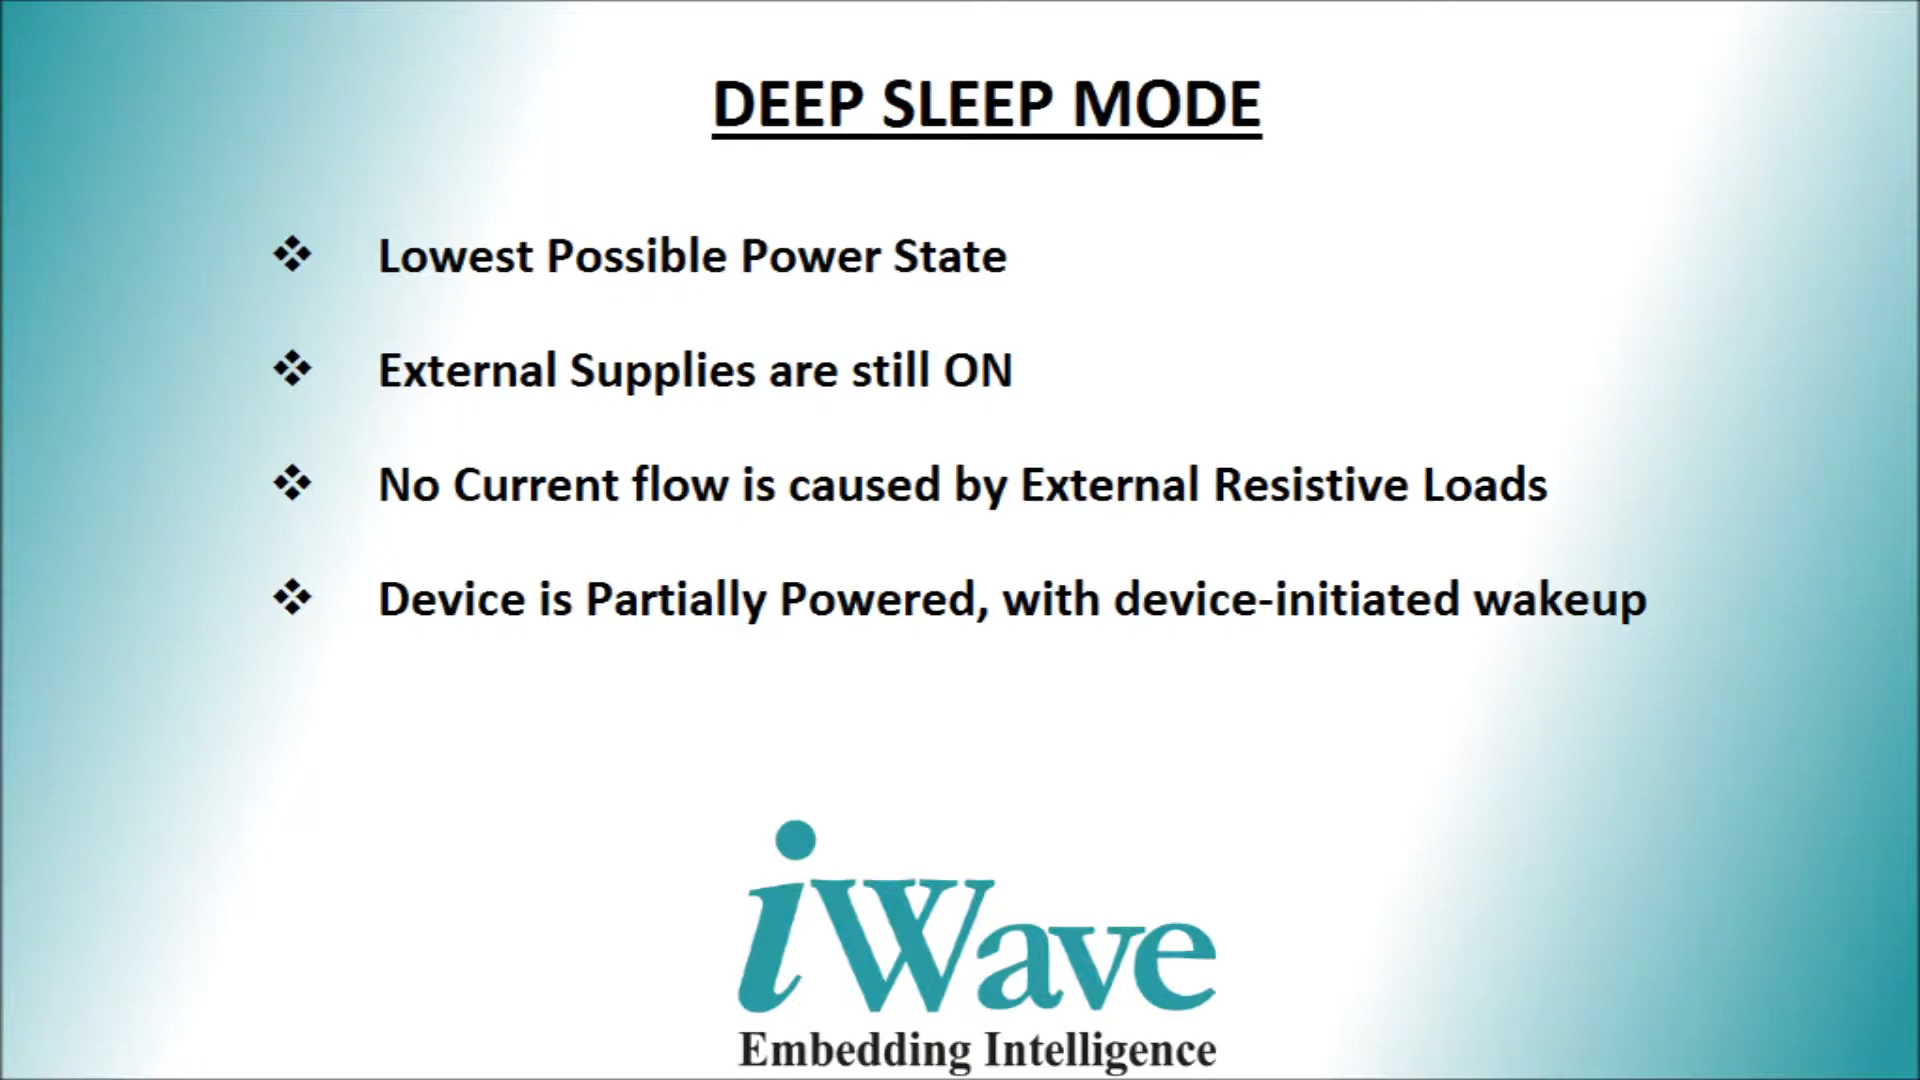 DEEP SLEEP MODE
Lowest Possible Power State
External Supplies are still ON
No Current flow is caused by External Resistive Loads
Device is Partially Powered, with device-initiated wakeup
iWave
Embedding Intelligence